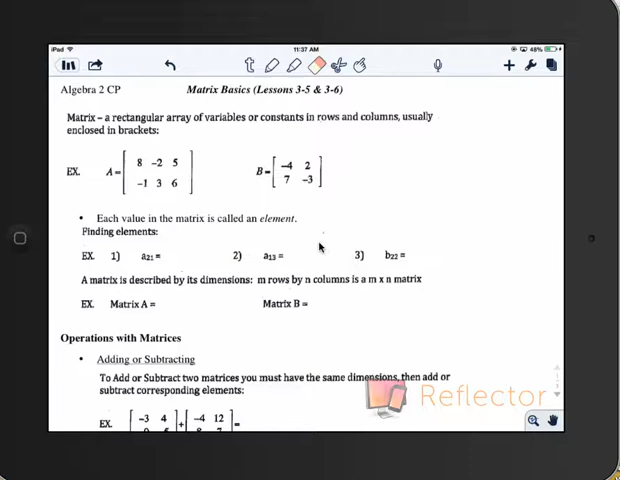 iPad 11:37 AM 48%
Algebra 2 CP Matrix Basics (Lessons 3-5 & 3-6)
Matrix – a rectangular array of variables or constants in rows and columns, usually
enclosed in brackets:
EX. A = [ 8 -2 5 B = [ -4 2
-1 3 6 ] 7 -3 ]
• Each value in the matrix is called an element.
Finding elements:
EX. 1) a21 = 2) a13 = 3) b22 =
A matrix is described by its dimensions: m rows by n columns is a m x n matrix
EX. Matrix A = Matrix B =
Operations with Matrices
• Adding or Subtracting
To Add or Subtract two matrices you must have the same dimensions, then add or
subtract corresponding elements:
Reflector
EX. [ -3 4 ] + [ -4 12 ] =